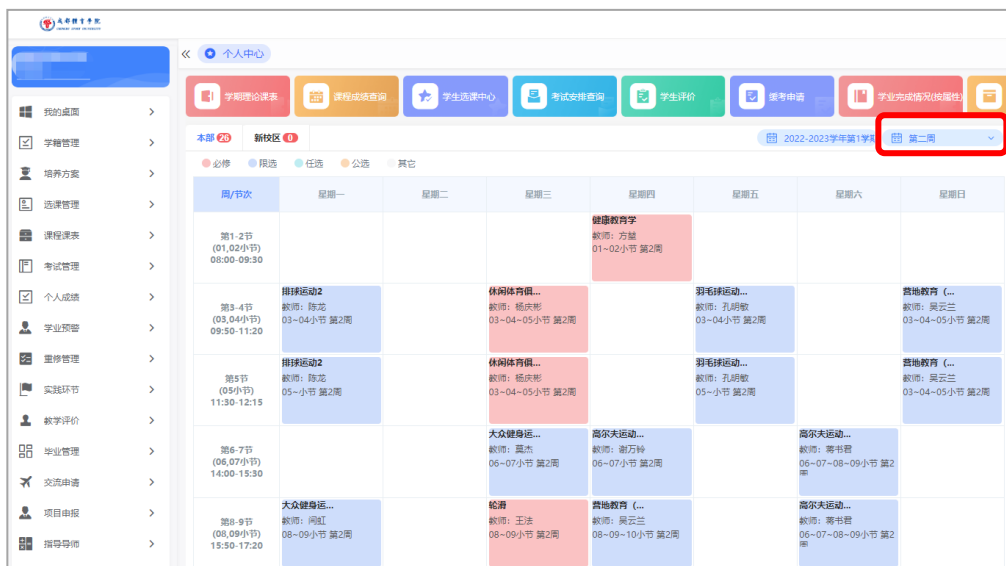 成都体育学院
CHENGDU SPORT UNIVERSITY
个人中心
学期理论课表
课程成绩查询
学生选课中心
考试安排查询
学生评价
缓考申请
学业完成情况(按属性)
我的桌面
学籍管理
培养方案
选课管理
课程课表
考试管理
个人成绩
学业预警
重修管理
实践环节
教学评价
毕业管理
交流申请
项目申报
指导导师
本部 26 新校区 0
2022-2023学年第1学期
第二周
必修 限选 任选 公选 其它
周/节次 星期一 星期二 星期三 星期四 星期五 星期六 星期日
第1-2节
(01,02小节)
08:00-09:30
健康教育学
教师：方堃
01~02小节 第2周
第3-4节
(03,04小节)
09:50-11:20
排球运动2
教师：陈龙
03~04小节 第2周
休闲体育俱...
教师：杨庆彬
03~04~05小节 第2周
羽毛球运动...
教师：孔明敏
03~04小节 第2周
营地教育（...
教师：吴云兰
03~04~05小节 第2周
第5节
(05小节)
11:30-12:15
排球运动2
教师：陈龙
05~小节 第2周
休闲体育俱...
教师：杨庆彬
03~04~05小节 第2周
羽毛球运动...
教师：孔明敏
05~小节 第2周
营地教育（...
教师：吴云兰
03~04~05小节 第2周
第6-7节
(06,07小节)
14:00-15:30
大众健身运...
教师：莫杰
06~07小节 第2周
高尔夫运动...
教师：谢万铃
06~07小节 第2周
高尔夫运动...
教师：蒋书君
06~07~08~09小节 第2
周
第8-9节
(08,09小节)
15:50-17:20
大众健身运...
教师：闾虹
08~09小节 第2周
轮滑
教师：王法
08~09小节 第2周
营地教育（...
教师：吴云兰
08~09~10小节 第2周
高尔夫运动...
教师：蒋书君
06~07~08~09小节 第2
周